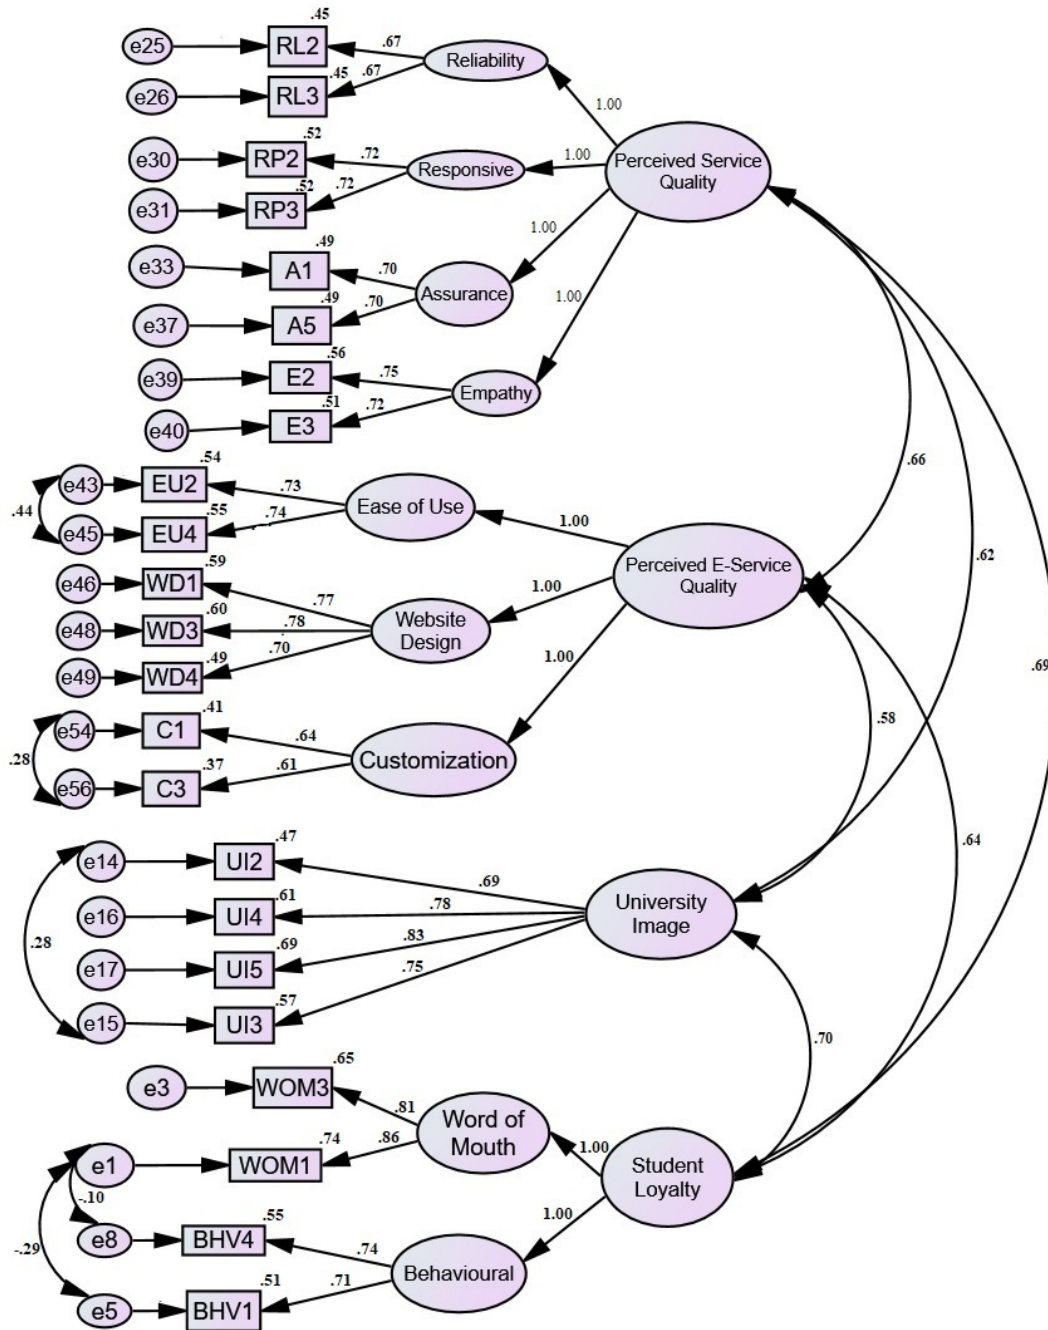 .45
e25 RL2 .67 Reliability
.45
e26 RL3 .67
1.00
.52
e30 RP2 .72 Responsive 1.00 Perceived Service
Quality
.52
e31 RP3 .72
.49
e33 A1 .70 Assurance 1.00
.49
e37 A5 .70
1.00
.56
e39 E2 .75 Empathy
.51
e40 E3 .72
.66
.54
e43 EU2 .73 Ease of Use
.44
.55
e45 EU4 .74
1.00
Perceived E-Service
Quality
.62
.59
e46 WD1 .77 Website
Design
1.00
.60
e48 WD3 .78
.49
e49 WD4 .70
1.00
.69
.58
.41
e54 C1 .64 Customization
.28
.37
e56 C3 .61
.64
.47
e14 UI2 .69 University
Image
.61
e16 UI4 .78
.28
.69
e17 UI5 .83
.57
e15 UI3 .75
.70
.65
e3 WOM3 .81 Word of
Mouth
.74
e1 WOM1 .86
1.00
Student
Loyalty
-.10
1.00
.55
e8 BHV4 .74 Behavioural
-.29
.51
e5 BHV1 .71